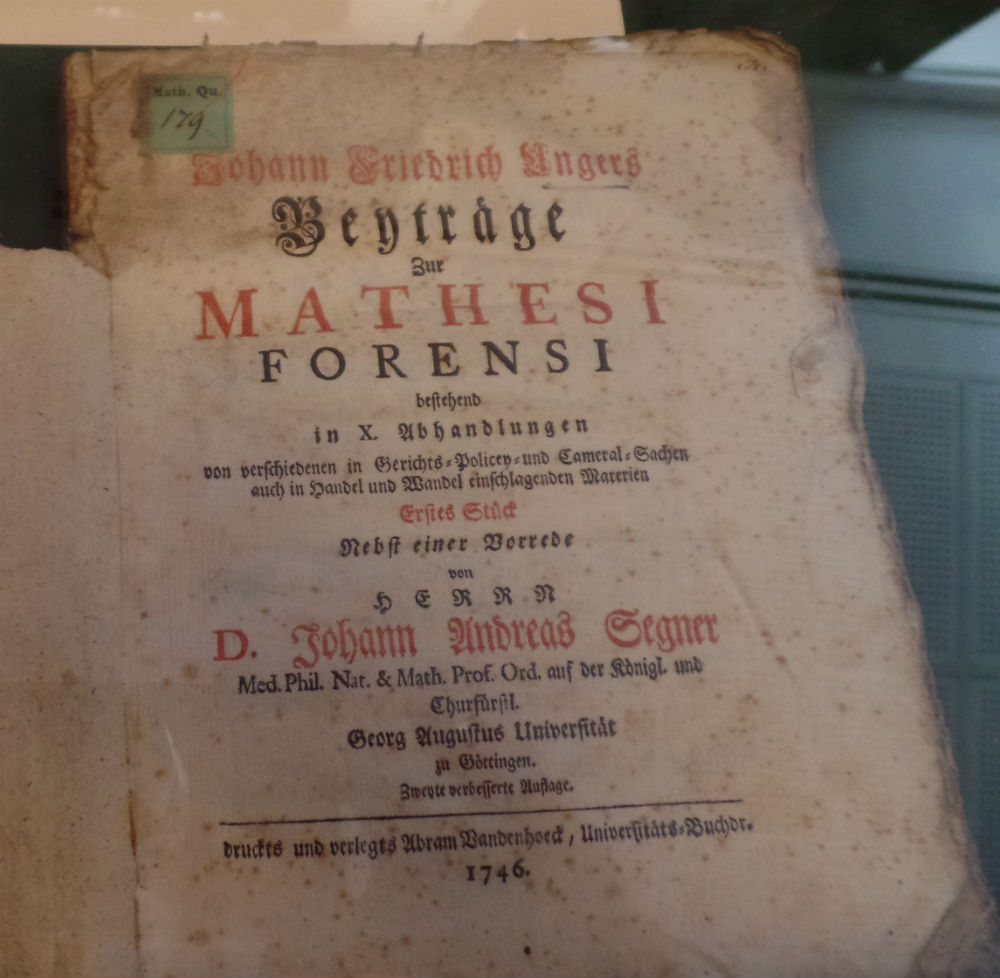 Math. Qu.
179.
Johann Friedrich Ungers
Beyträge
Zur
MATHESI
FORENSI
bestehend
in X. Abhandlungen
von verschiedenen in Gerichts-Policey-und Cameral-Sachen
auch in Handel und Wandel einschlagenden Materien
Erstes Stück
Nebst einer Vorrede
von
HERRN
D. Johann Andreas Segner
Med. Phil. Nat. & Math. Prof. Ord. auf der Königl. und
Churfürstl.
Georg Augustus Universität
zu Göttingen.
Zweyte verbesserte Auflage.
druckts und verlegts Abram Vandenhoeck, Universitäts-Buchdr.
1746.